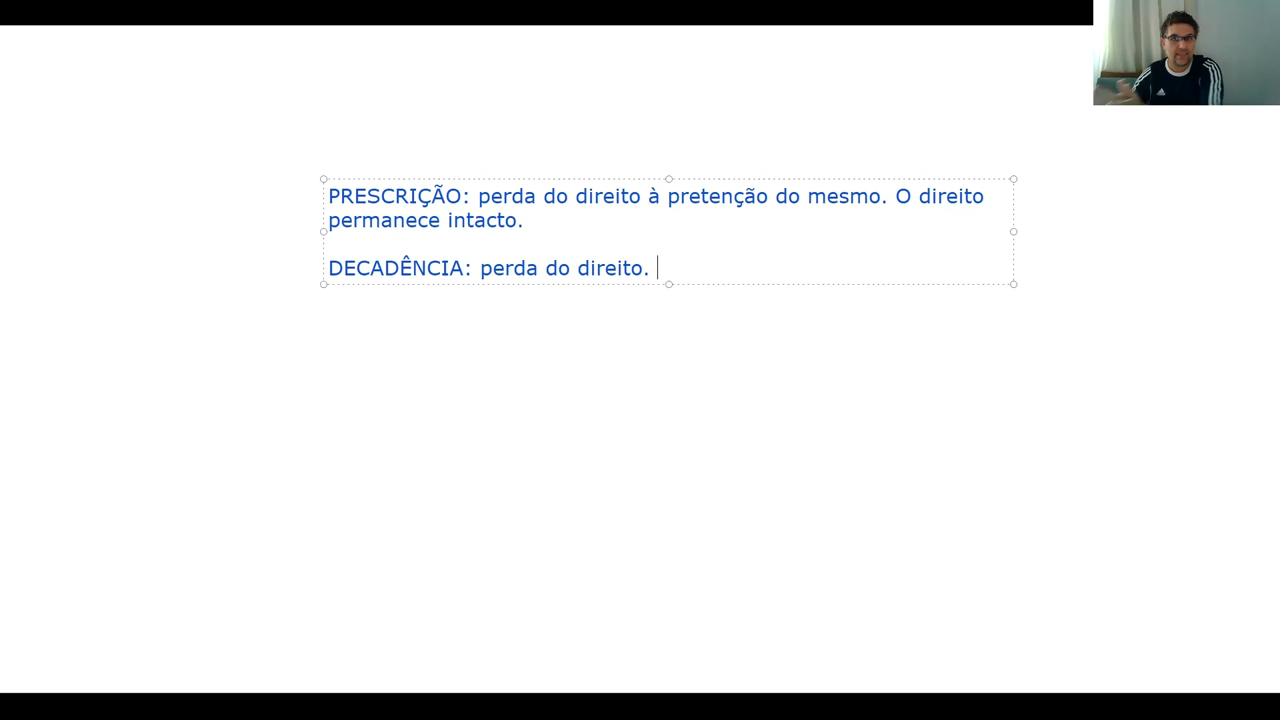 PRESCRIÇÃO: perda do direito à pretenção do mesmo. O direito
permanece intacto.
DECADÊNCIA: perda do direito.